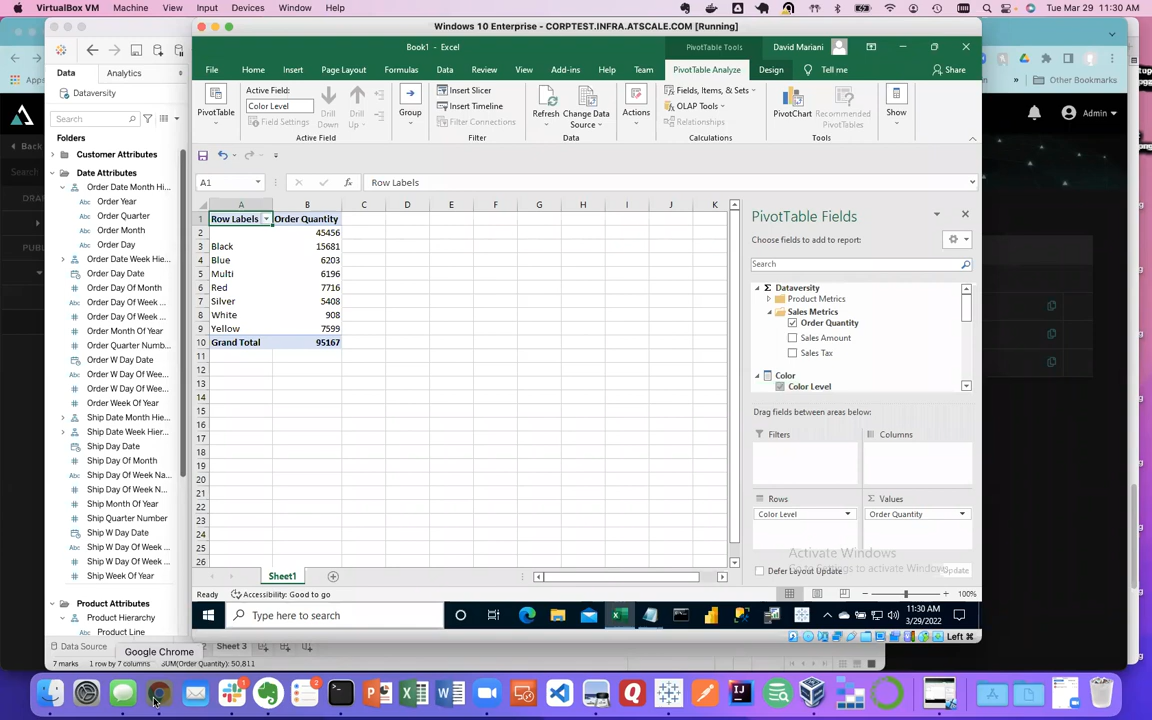 VirtualBox VM Machine Input Devices Window Help
Tue Mar 29 11:30 AM
Windows 10 Enterprise - CORPTEST.INFRA.ATSCALE.COM [Running]
Book1 - Excel
PivotTable Tools
David Mariani
File Home Insert Page Layout Formulas Data Review View Add-ins Help Team PivotTable Analyze Design Tell me Share
PivotTable
Active Field:
Color Level
Field Settings
Drill Down
Drill Up
Active Field
Group
Insert Slicer
Insert Timeline
Filter Connections
Filter
Refresh
Change Data Source
Data
Actions
Fields, Items, & Sets
OLAP Tools
Relationships
Calculations
PivotChart
Recommended PivotTables
Tools
Show
A1
Row Labels
A B C D E F G H I J K
1 Row Labels Order Quantity
2 45456
3 Black 15681
4 Blue 6203
5 Multi 6196
6 Red 7716
7 Silver 5408
8 White 908
9 Yellow 7599
10 Grand Total 95167
11
12
13
14
15
16
17
18
19
20
21
22
23
24
25
26
Sheet1
Ready
Accessibility: Good to go
100%
PivotTable Fields
Choose fields to add to report:
Search
Dataversity
Product Metrics
Sales Metrics
Order Quantity
Sales Amount
Sales Tax
Color
Color Level
Drag fields between areas below:
Filters
Columns
Rows
Values
Color Level
Order Quantity
Activate Windows
Go to Settings to activate Windows.
Defer Layout Update
Update
Type here to search
11:30 AM
3/29/2022
Left ⌘
Data
Analytics
Dataversity
Search
Folders
Customer Attributes
Date Attributes
Order Date Month Hi...
Abc Order Year
Abc Order Quarter
Abc Order Month
Abc Order Day
Order Date Week Hie...
Order Day Date
# Order Day Of Month
Abc Order Day Of Week ...
# Order Day Of Week ...
# Order Month Of Year
# Order Quarter Numb...
Order W Day Date
Abc Order W Day Of Wee...
# Order W Day Of Wee...
# Order Week Of Year
Ship Date Month Hie...
Ship Date Week Hier...
Ship Day Date
# Ship Day Of Month
Abc Ship Day Of Week Na...
# Ship Day Of Week N...
# Ship Month Of Year
# Ship Quarter Number
Ship W Day Date
Abc Ship W Day Of Week ...
# Ship W Day Of Week ...
# Ship Week Of Year
Product Attributes
Product Hierarchy
Product Line
Data Source
Sheet 3
Google Chrome
7 marks 1 row by 7 columns SUM(Order Quantity): 50,811
Other Bookmarks
Admin
Back